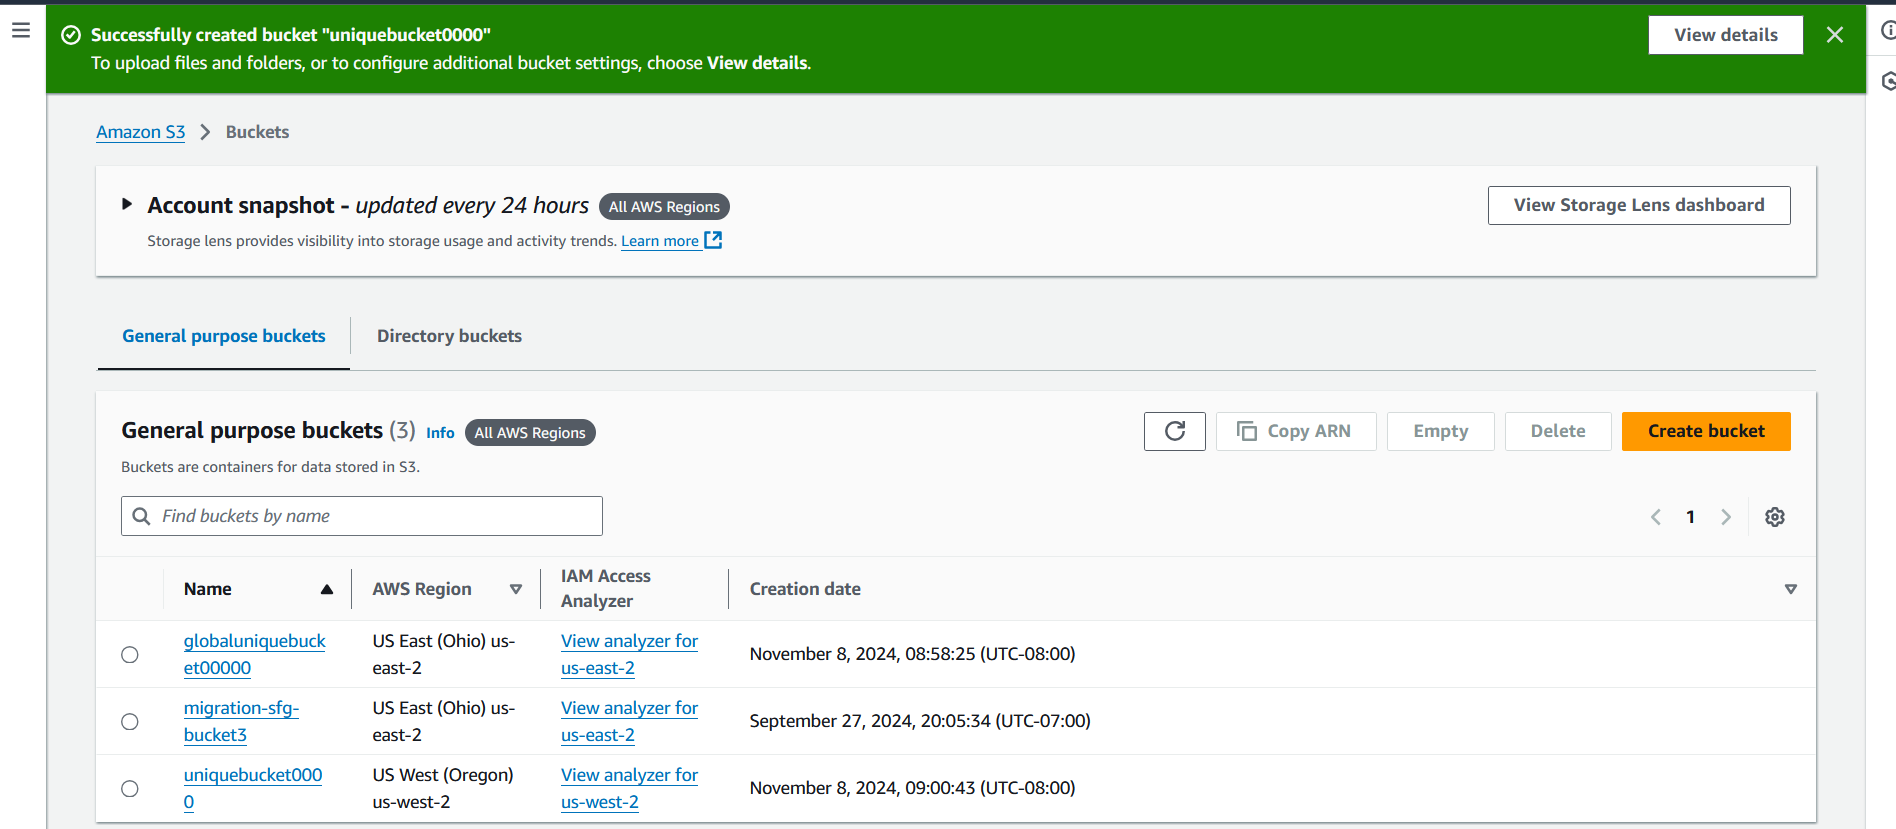 Successfully created bucket "uniquebucket0000"
To upload files and folders, or to configure additional bucket settings, choose View details.
View details
Amazon S3 > Buckets
Account snapshot - updated every 24 hours All AWS Regions
Storage lens provides visibility into storage usage and activity trends. Learn more
View Storage Lens dashboard
General purpose buckets
Directory buckets
General purpose buckets (3) Info All AWS Regions
Buckets are containers for data stored in S3.
Copy ARN
Empty
Delete
Create bucket
Find buckets by name
1
Name
AWS Region
IAM Access
Analyzer
Creation date
globaluniquebuck
et00000
US East (Ohio) us-
east-2
View analyzer for
us-east-2
November 8, 2024, 08:58:25 (UTC-08:00)
migration-sfg-
bucket3
US East (Ohio) us-
east-2
View analyzer for
us-east-2
September 27, 2024, 20:05:34 (UTC-07:00)
uniquebucket000
0
US West (Oregon)
us-west-2
View analyzer for
us-west-2
November 8, 2024, 09:00:43 (UTC-08:00)